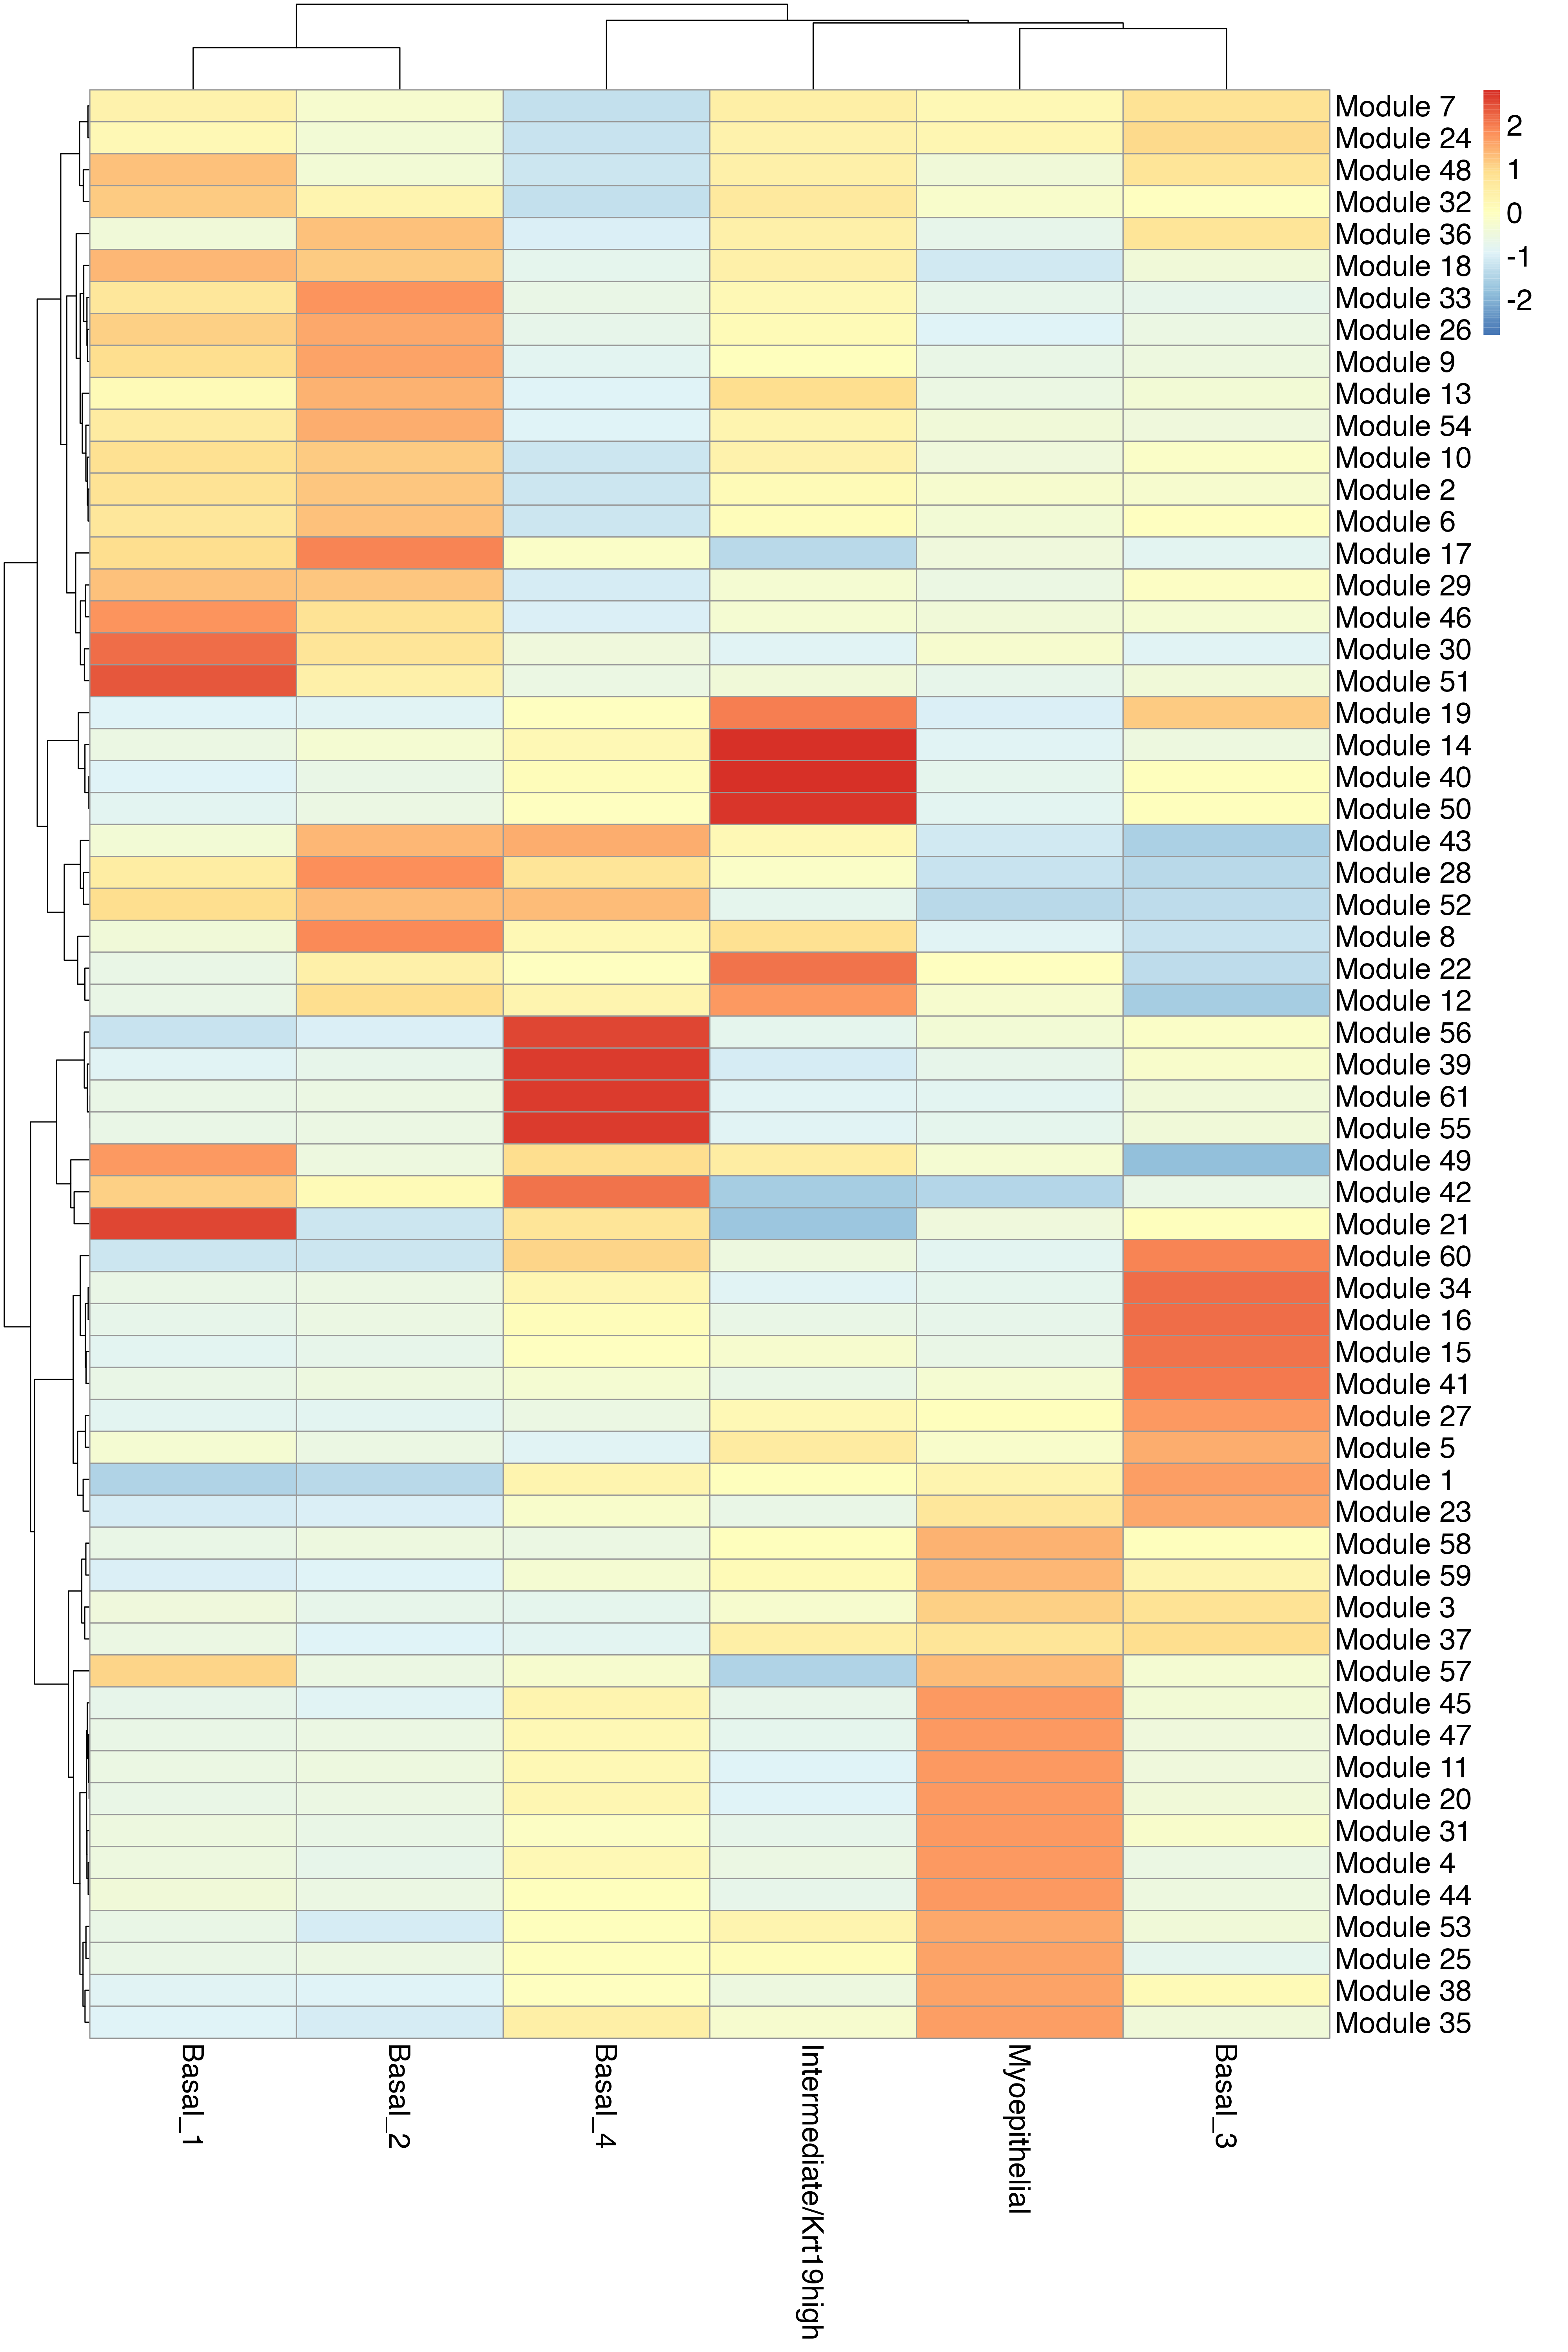 Module 7
Module 24
Module 48
Module 32
Module 36
Module 18
Module 33
Module 26
Module 9
Module 13
Module 54
Module 10
Module 2
Module 6
Module 17
Module 29
Module 46
Module 30
Module 51
Module 19
Module 14
Module 40
Module 50
Module 43
Module 28
Module 52
Module 8
Module 22
Module 12
Module 56
Module 39
Module 61
Module 55
Module 49
Module 42
Module 21
Module 60
Module 34
Module 16
Module 15
Module 41
Module 27
Module 5
Module 1
Module 23
Module 58
Module 59
Module 3
Module 37
Module 57
Module 45
Module 47
Module 11
Module 20
Module 31
Module 4
Module 44
Module 53
Module 25
Module 38
Module 35
2
1
0
-1
-2
Basal_1
Basal_2
Basal_4
Intermediate/Krt19high
Myoepithelial
Basal_3